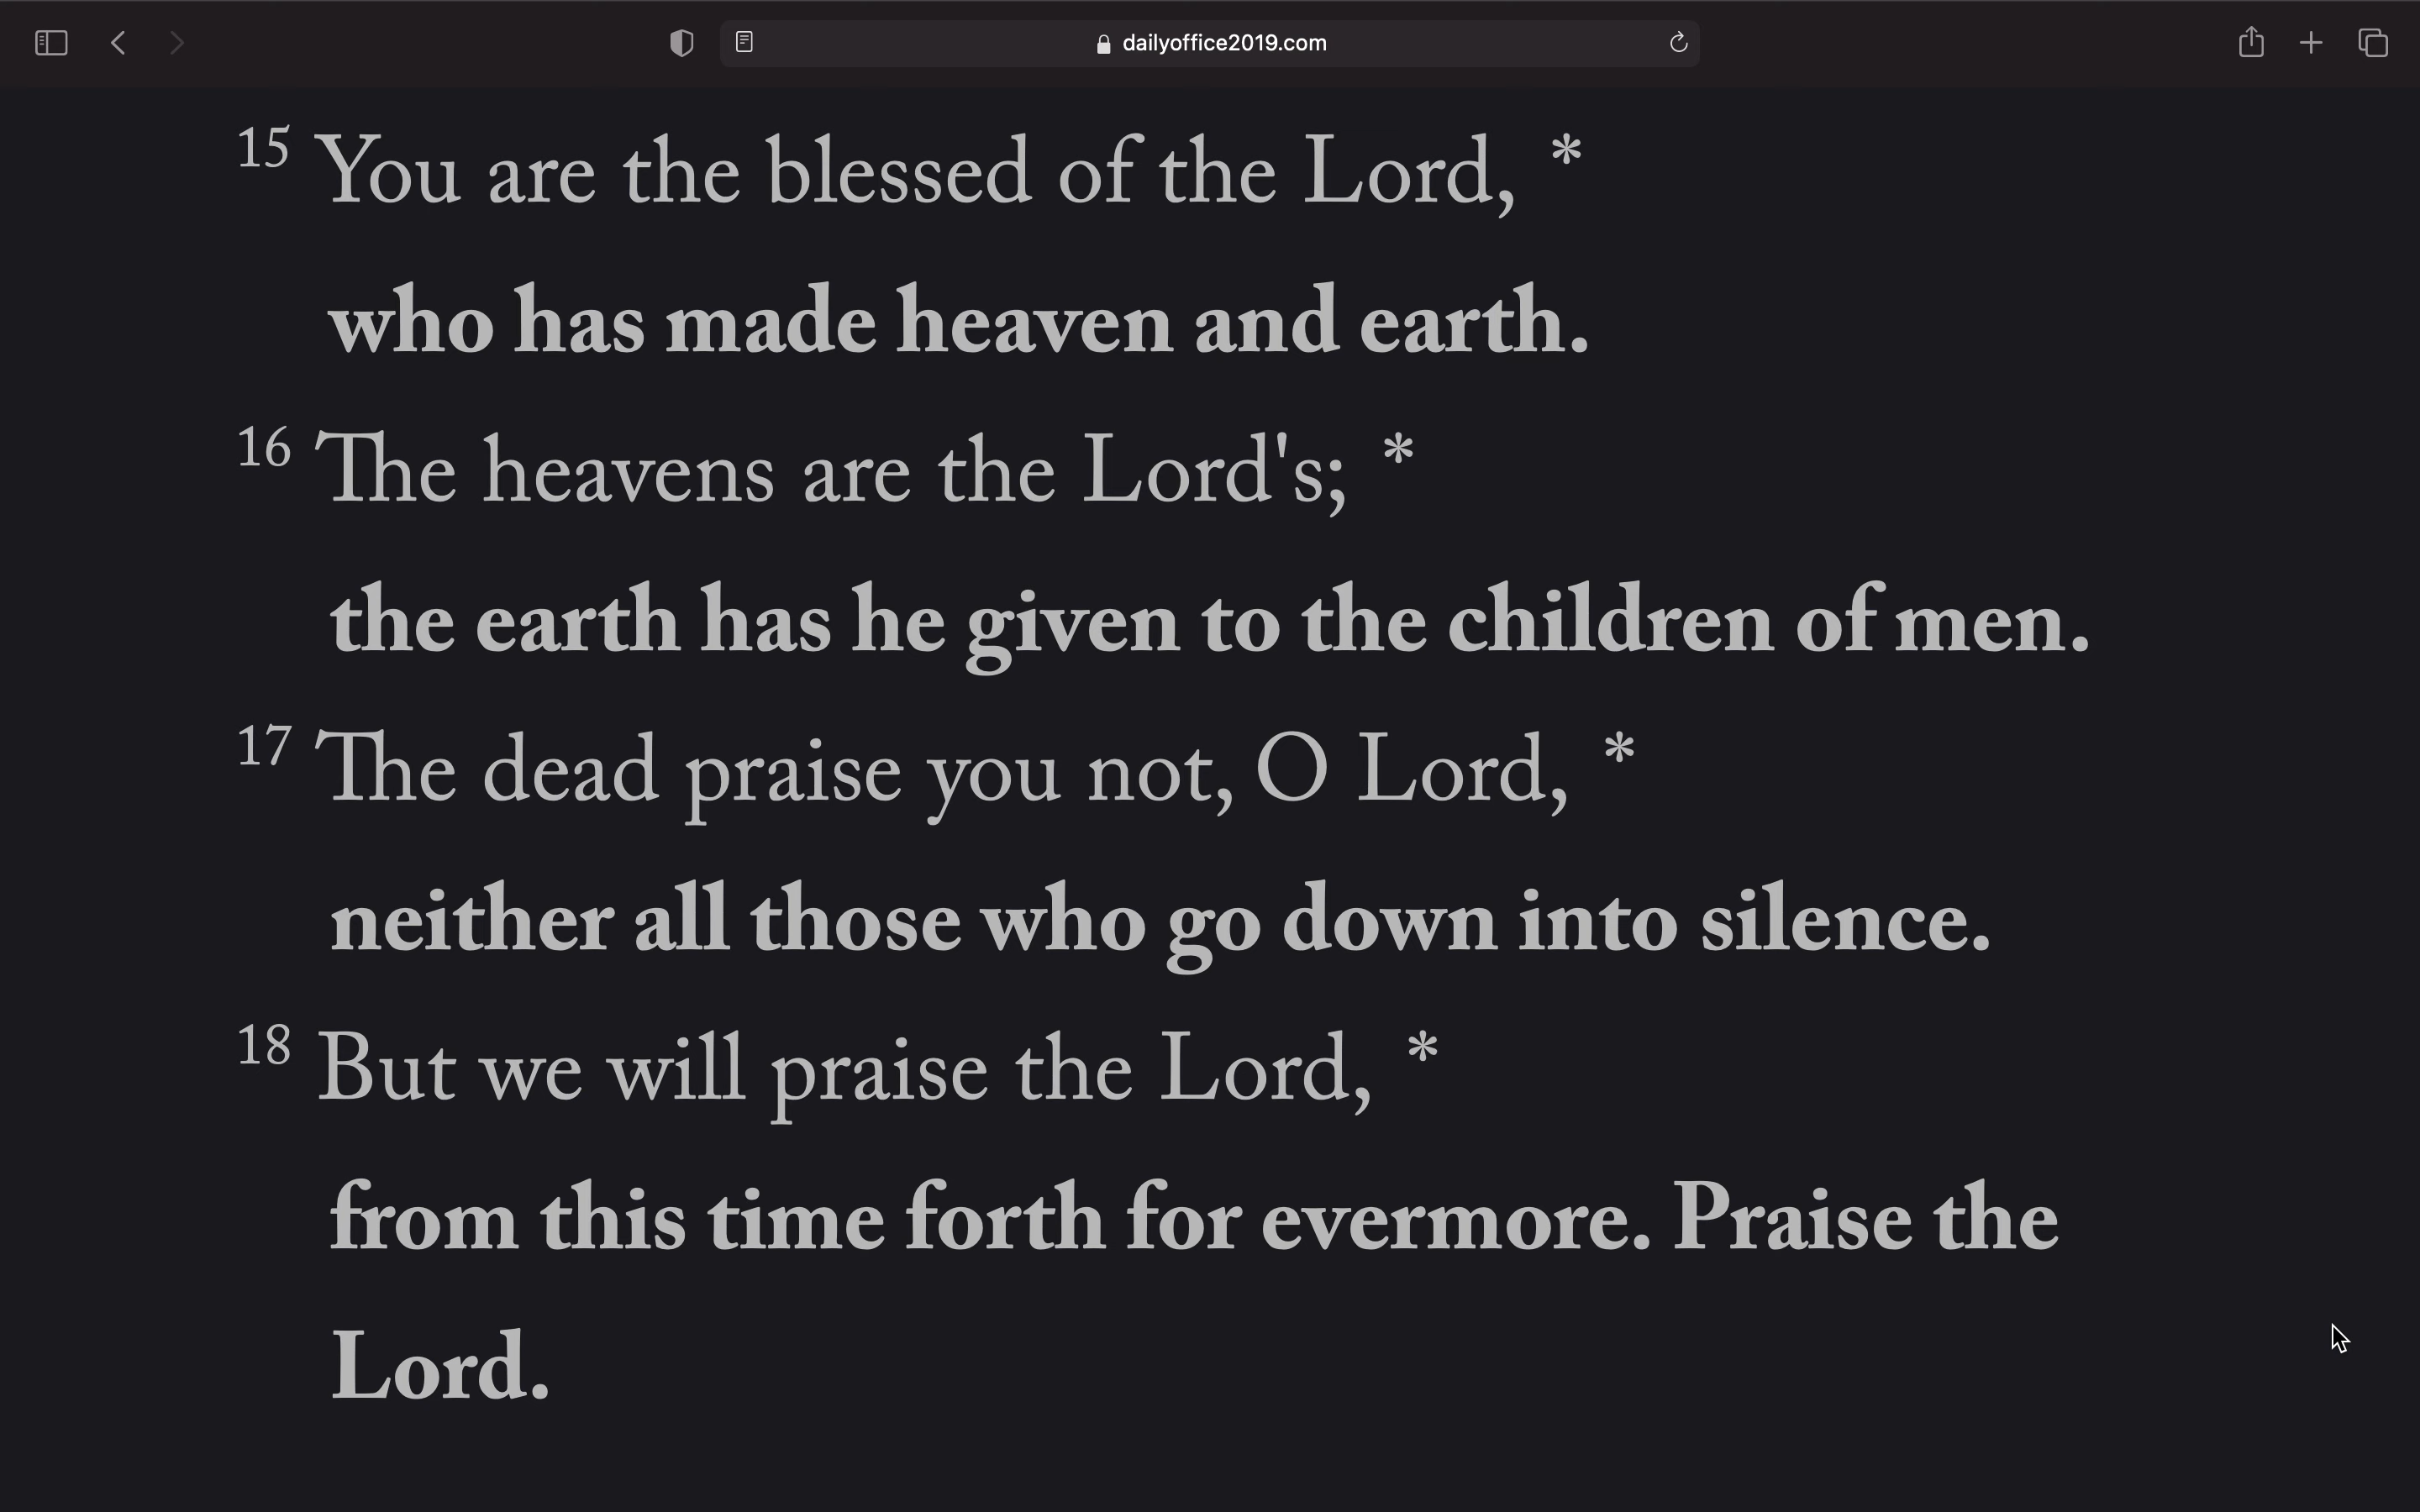 dailyoffice2019.com
15 You are the blessed of the Lord, *
who has made heaven and earth.
16 The heavens are the Lord's; *
the earth has he given to the children of men.
17 The dead praise you not, O Lord, *
neither all those who go down into silence.
18 But we will praise the Lord, *
from this time forth for evermore. Praise the
Lord.